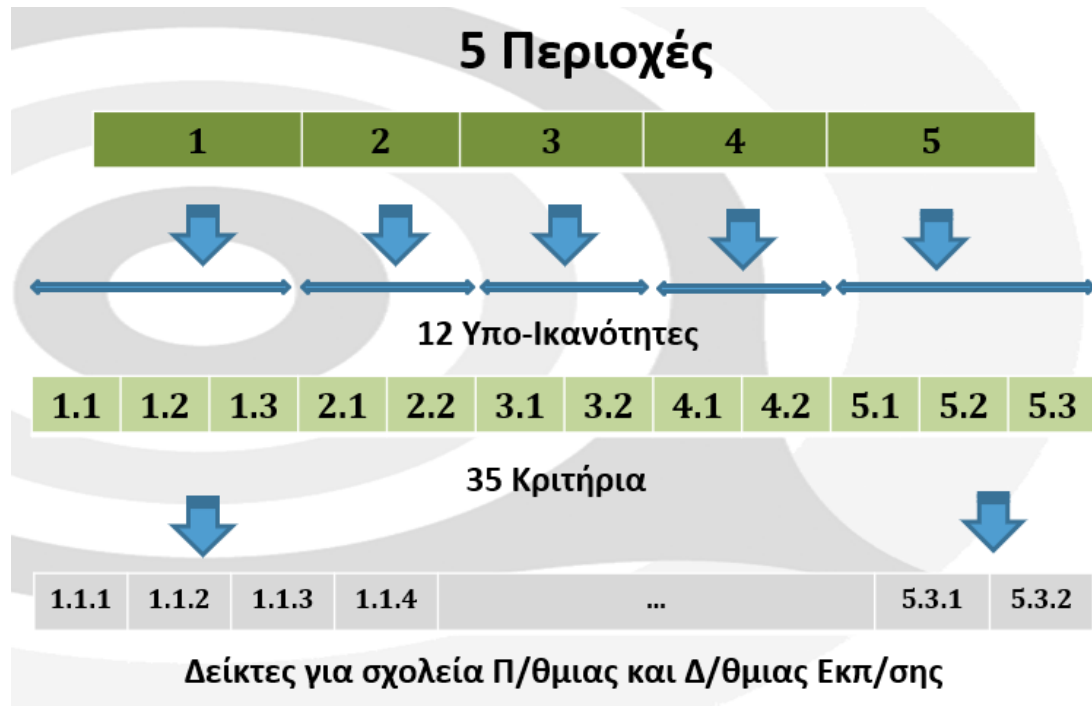 5 Περιοχές
1 2 3 4 5
12 Υπο-Ικανότητες
1.1 1.2 1.3 2.1 2.2 3.1 3.2 4.1 4.2 5.1 5.2 5.3
35 Κριτήρια
1.1.1 1.1.2 1.1.3 1.1.4 ... 5.3.1 5.3.2
Δείκτες για σχολεία Π/θμιας και Δ/θμιας Εκπ/σης